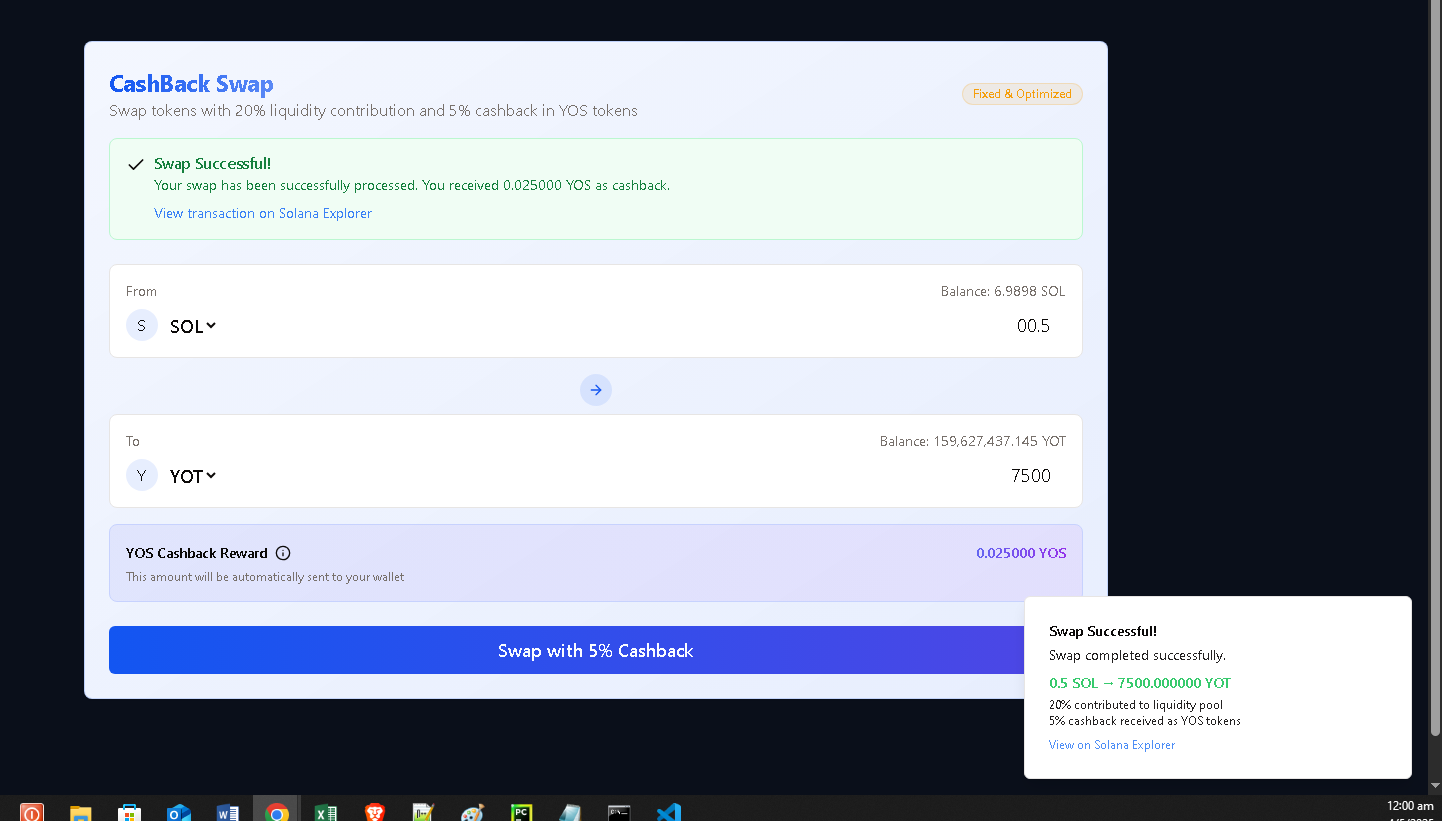 CashBack Swap
Swap tokens with 20% liquidity contribution and 5% cashback in YOS tokens
Fixed & Optimized
Swap Successful!
Your swap has been successfully processed. You received 0.025000 YOS as cashback.
View transaction on Solana Explorer
From
Balance: 6.9898 SOL
S
SOL
00.5
To
Balance: 159,627,437.145 YOT
Y
YOT
7500
YOS Cashback Reward
0.025000 YOS
This amount will be automatically sent to your wallet
Swap with 5% Cashback
Swap Successful!
Swap completed successfully.
0.5 SOL → 7500.000000 YOT
20% contributed to liquidity pool
5% cashback received as YOS tokens
View on Solana Explorer
12:00 am